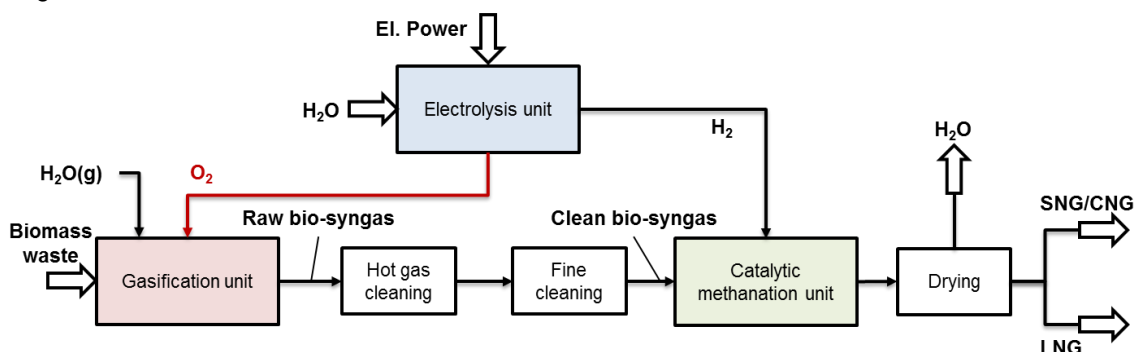 El. Power
H₂O
Electrolysis unit
H₂
H₂O
H₂O(g)
O₂
SNG/CNG
Raw bio-syngas
Clean bio-syngas
Biomass
waste
Gasification unit
Hot gas
cleaning
Fine
cleaning
Catalytic
methanation unit
Drying
LNG